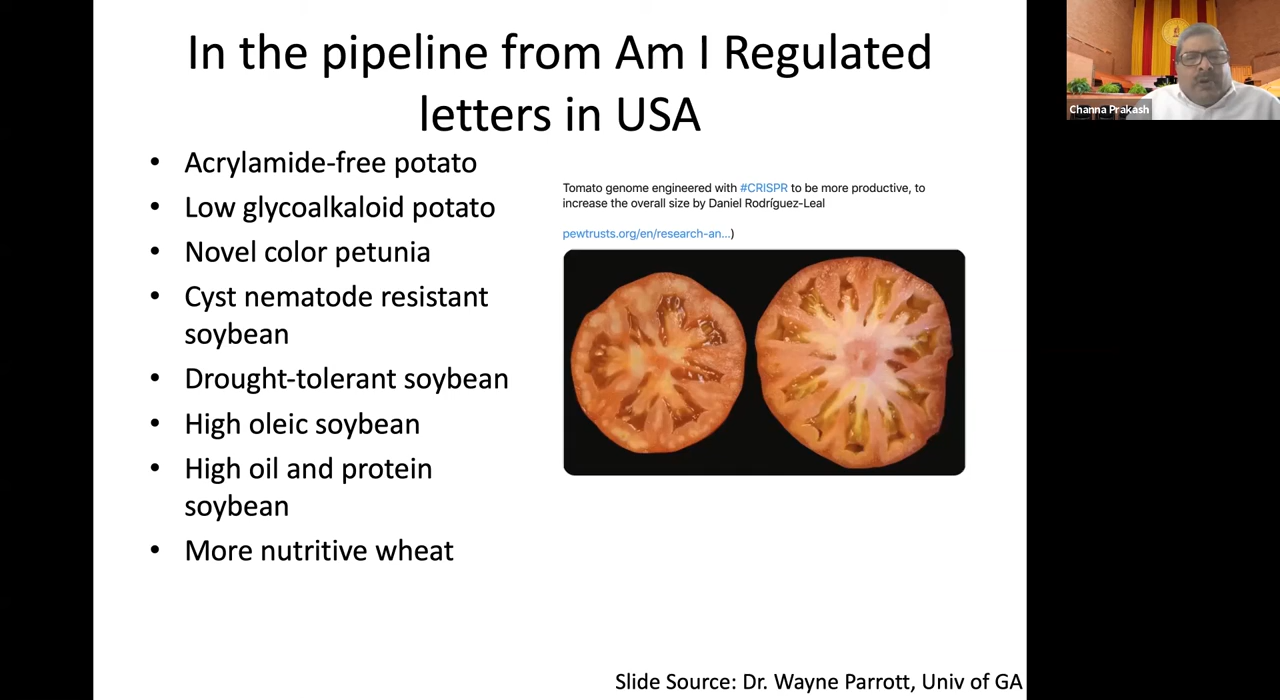 In the pipeline from Am I Regulated
letters in USA
• Acrylamide-free potato
• Low glycoalkaloid potato
• Novel color petunia
• Cyst nematode resistant
soybean
• Drought-tolerant soybean
• High oleic soybean
• High oil and protein
soybean
• More nutritive wheat
Tomato genome engineered with #CRISPR to be more productive, to
increase the overall size by Daniel Rodríguez-Leal
pewtrusts.org/en/research-an...)
Slide Source: Dr. Wayne Parrott, Univ of GA
Channa Prakash